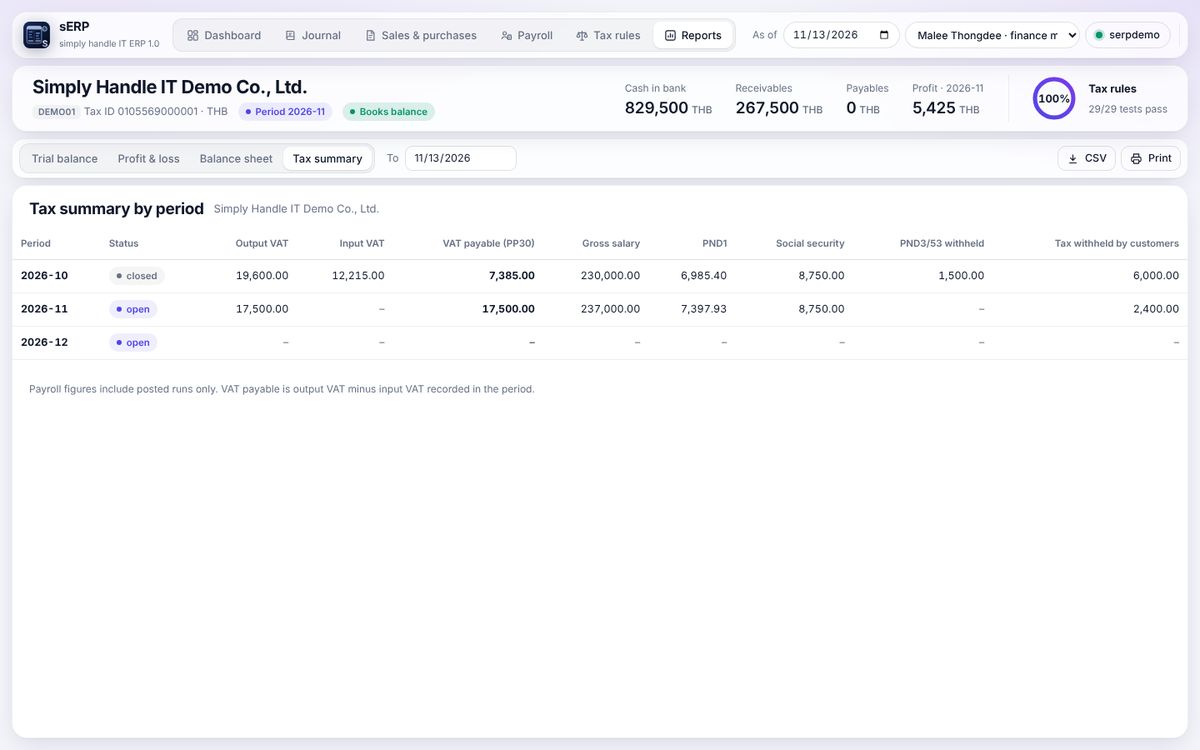 sERP
simply handle IT ERP 1.0
Dashboard Journal Sales & purchases Payroll Tax rules Reports As of 11/13/2026 Malee Thongdee · finance m serpdemo
Simply Handle IT Demo Co., Ltd.
DEMO01 Tax ID 0105569000001 · THB Period 2026-11 Books balance
Cash in bank Receivables Payables Profit · 2026-11
829,500 THB 267,500 THB 0 THB 5,425 THB
100% Tax rules
29/29 tests pass
Trial balance Profit & loss Balance sheet Tax summary To 11/13/2026 CSV Print
Tax summary by period Simply Handle IT Demo Co., Ltd.
Period Status Output VAT Input VAT VAT payable (PP30) Gross salary PND1 Social security PND3/53 withheld Tax withheld by customers
2026-10 closed 19,600.00 12,215.00 7,385.00 230,000.00 6,985.40 8,750.00 1,500.00 6,000.00
2026-11 open 17,500.00 – 17,500.00 237,000.00 7,397.93 8,750.00 – 2,400.00
2026-12 open – – – – – – – –
Payroll figures include posted runs only. VAT payable is output VAT minus input VAT recorded in the period.